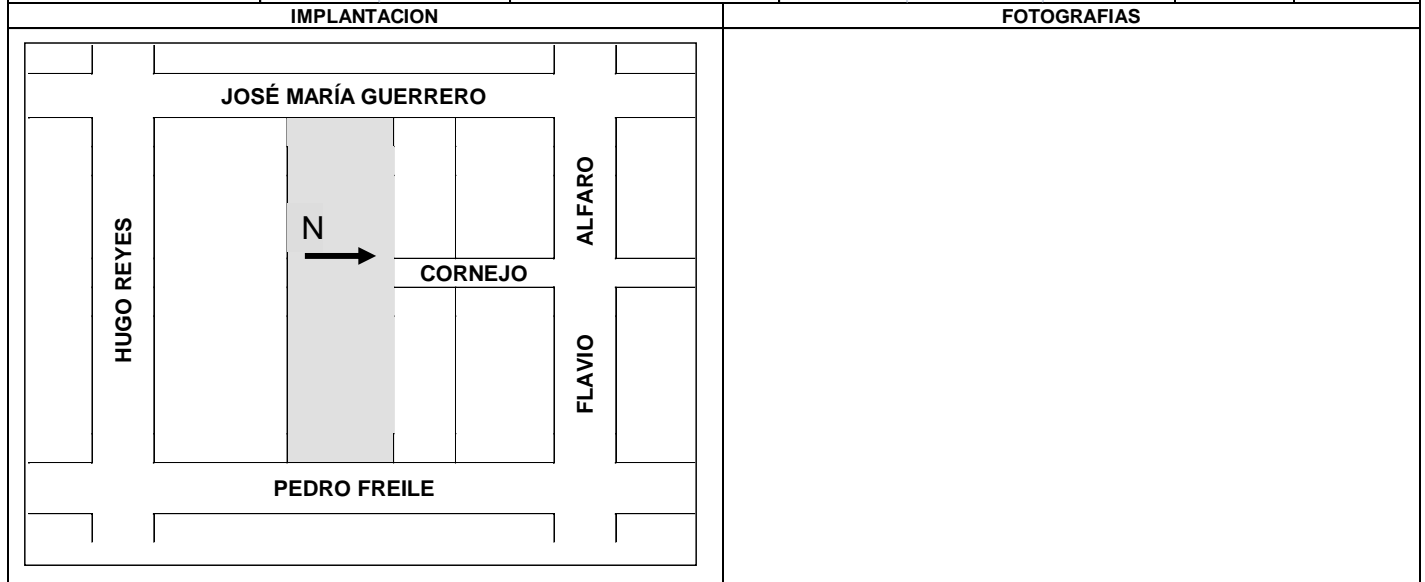 IMPLANTACION
FOTOGRAFIAS
JOSÉ MARÍA GUERRERO
HUGO REYES
N
CORNEJO
ALFARO
FLAVIO
PEDRO FREILE